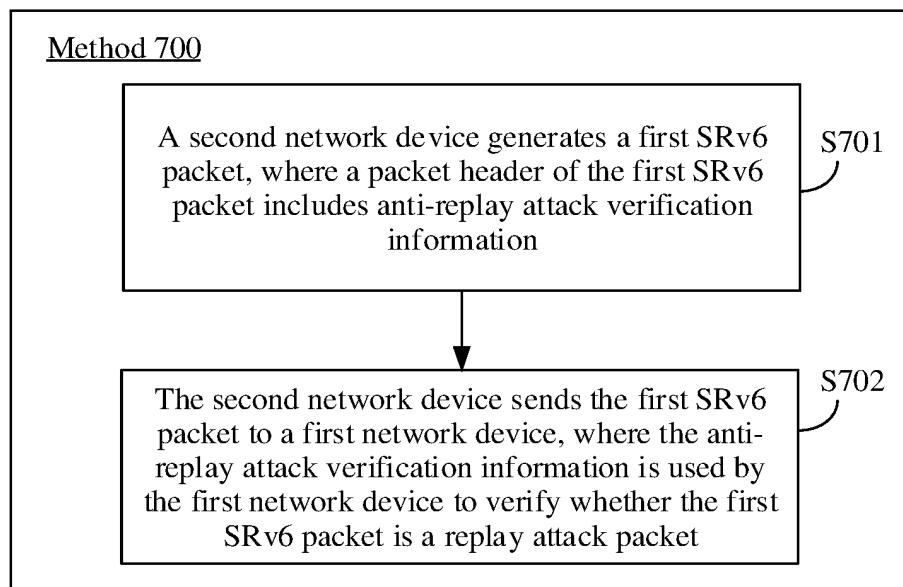 Method 700
A second network device generates a first SRv6
packet, where a packet header of the first SRv6
packet includes anti-replay attack verification
information
S701
The second network device sends the first SRv6
packet to a first network device, where the anti-
replay attack verification information is used by
the first network device to verify whether the first
SRv6 packet is a replay attack packet
S702